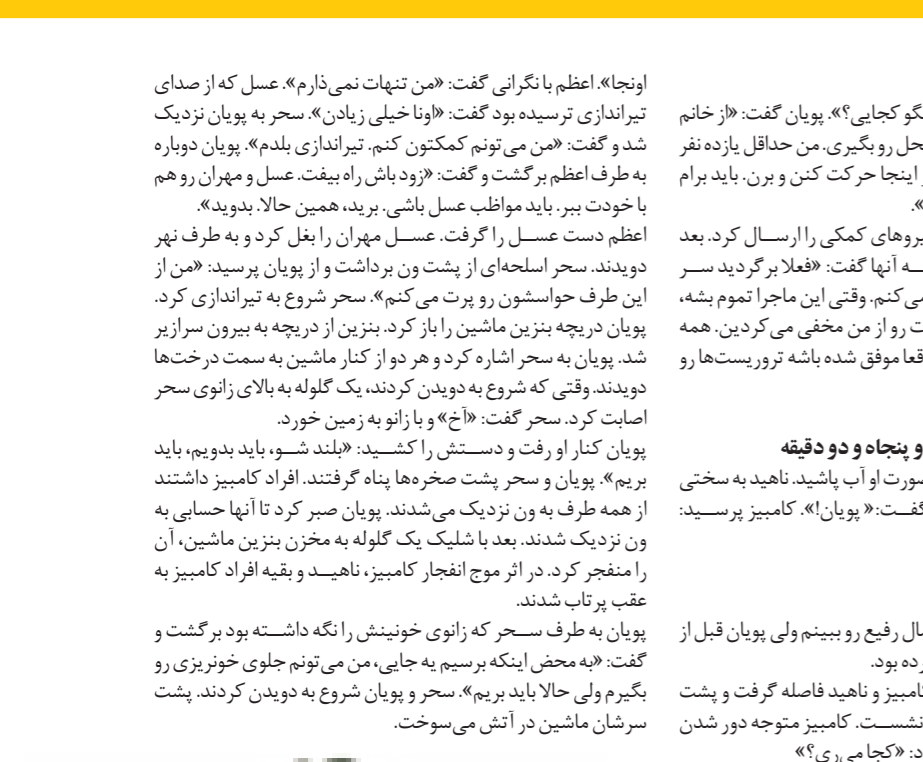 گو کجایی؟». پویان گفت: «از خانم
حل رو بگیری. من حداقل یازده نفر
اینجا حرکت کنن و برن. باید برام
».
یروهای کمکی را ارسال کرد. بعد
ه آنها گفت: «فعلا برگردید سر
ی‌کنم. وقتی این ماجرا تموم بشه،
ت رو از من مخفی می‌کردین. همه
قعا موفق شده باشه تروریست‌ها رو
و پنجاه و دو دقیقه
صورت او آب پاشید. ناهید به سختی
گفت:« پویان!». کامبیز پرسید:
ال رفیع رو ببینم ولی پویان قبل از
ده بود.
کامبیز و ناهید فاصله گرفت و پشت
نشست. کامبیز متوجه دور شدن
د: «کجا می‌ری؟»
اونجا». اعظم با نگرانی گفت: «من تنهات نمی‌ذارم». عسل که از صدای
تیراندازی ترسیده بود گفت: «اونا خیلی زیادن». سحر به پویان نزدیک
شد و گفت: «من می‌تونم کمکتون کنم. تیراندازی بلدم». پویان دوباره
به طرف اعظم برگشت و گفت: «زود باش راه بیفت. عسل و مهران رو هم
با خودت ببر. باید مواظب عسل باشی. برید، همین حالا. بدوید».
اعظم دست عسل را گرفت. عسل مهران را بغل کرد و به طرف نهر
دویدند. سحر اسلحه‌ای از پشت ون برداشت و از پویان پرسید: «من از
این طرف حواسشون رو پرت می‌کنم». سحر شروع به تیراندازی کرد.
پویان دریچه بنزین ماشین را باز کرد. بنزین از دریچه به بیرون سرازیر
شد. پویان به سحر اشاره کرد و هر دو از کنار ماشین به سمت درخت‌ها
دویدند. وقتی که شروع به دویدن کردند، یک گلوله به بالای زانوی سحر
اصابت کرد. سحر گفت: «آخ» و با زانو به زمین خورد.
پویان کنار او رفت و دستش را کشید: «بلند شو، باید بدویم، باید
بریم». پویان و سحر پشت صخره‌ها پناه گرفتند. افراد کامبیز داشتند
از همه طرف به ون نزدیک می‌شدند. پویان صبر کرد تا آنها حسابی به
ون نزدیک شدند. بعد با شلیک یک گلوله به مخزن بنزین ماشین، آن
را منفجر کرد. در اثر موج انفجار کامبیز، ناهید و بقیه افراد کامبیز به
عقب پرتاب شدند.
پویان به طرف سحر که زانوی خونینش را نگه داشته بود برگشت و
گفت: «به محض اینکه برسیم یه جایی، من می‌تونم جلوی خونریزی رو
بگیرم ولی حالا باید بریم». سحر و پویان شروع به دویدن کردند. پشت
سرشان ماشین در آتش می‌سوخت.